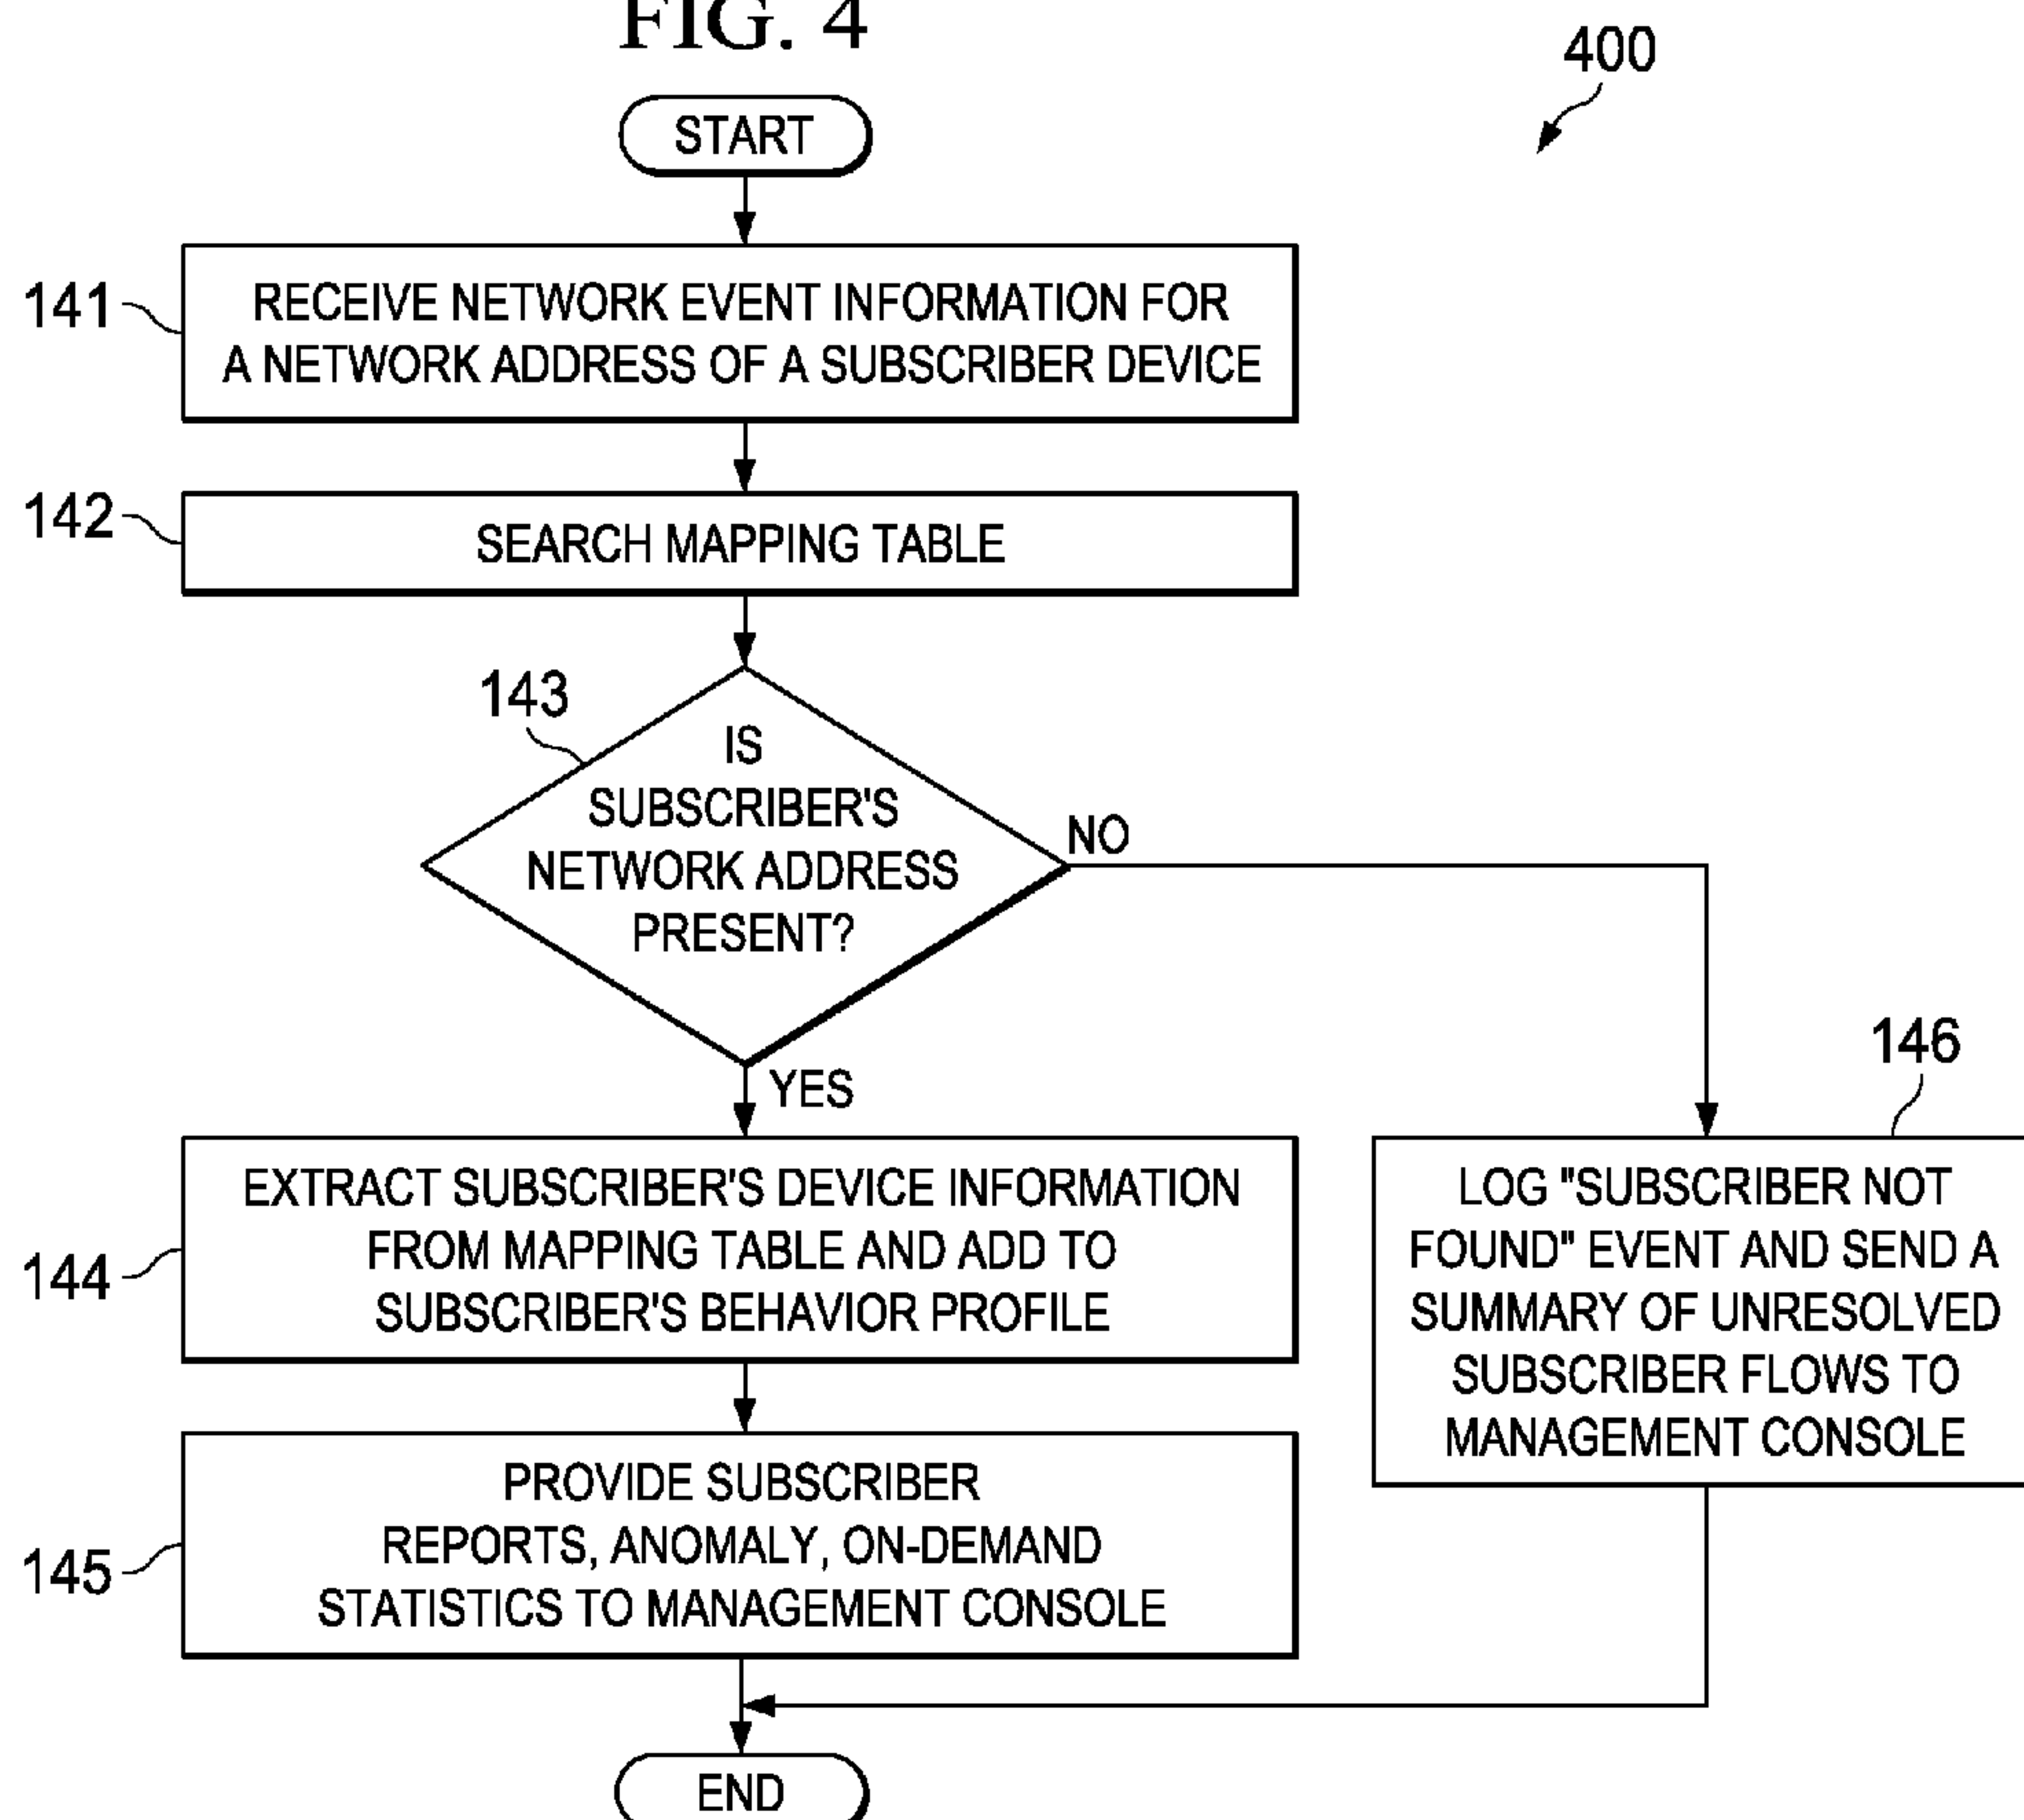 FIG. 4
400
START
141
RECEIVE NETWORK EVENT INFORMATION FOR
A NETWORK ADDRESS OF A SUBSCRIBER DEVICE
142
SEARCH MAPPING TABLE
143
IS
SUBSCRIBER'S
NETWORK ADDRESS
PRESENT?
NO
YES
144
EXTRACT SUBSCRIBER'S DEVICE INFORMATION
FROM MAPPING TABLE AND ADD TO
SUBSCRIBER'S BEHAVIOR PROFILE
146
LOG "SUBSCRIBER NOT
FOUND" EVENT AND SEND A
SUMMARY OF UNRESOLVED
SUBSCRIBER FLOWS TO
MANAGEMENT CONSOLE
145
PROVIDE SUBSCRIBER
REPORTS, ANOMALY, ON-DEMAND
STATISTICS TO MANAGEMENT CONSOLE
END